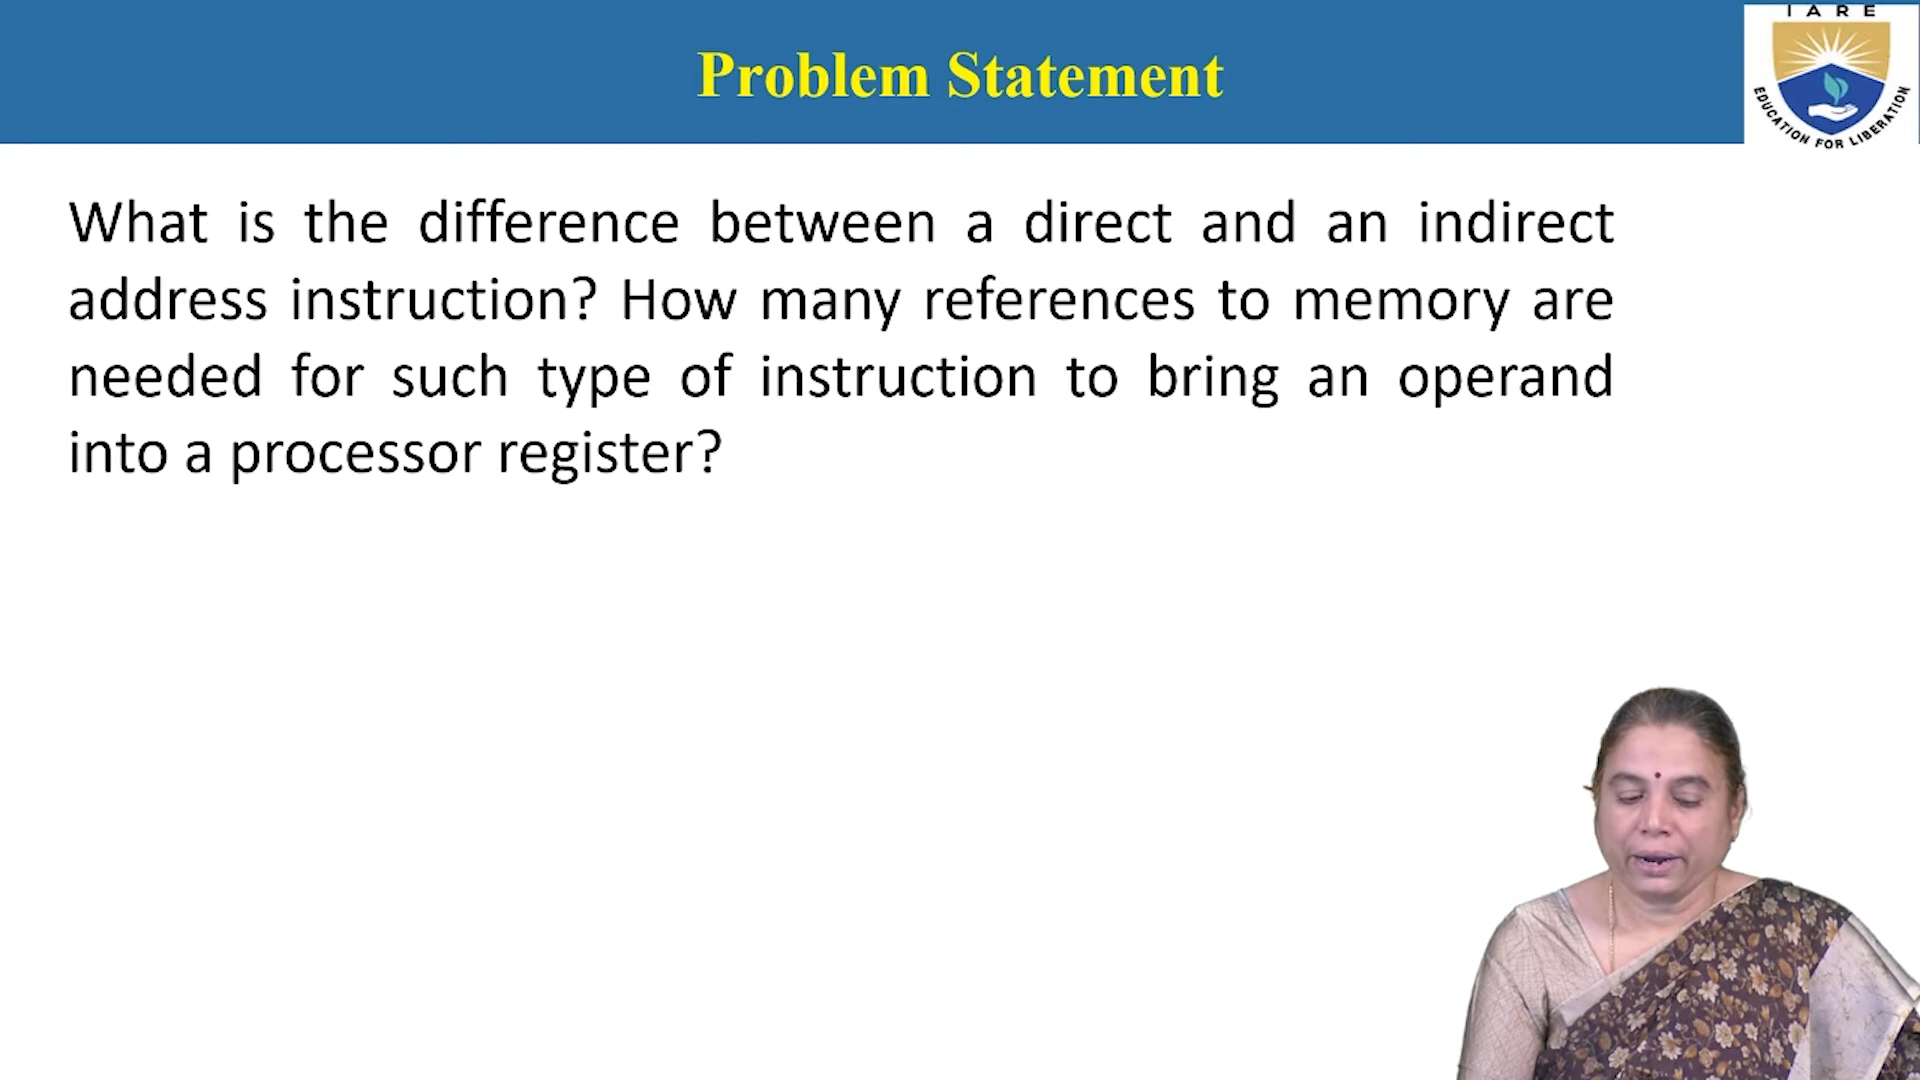 Problem Statement
I A R E
EDUCATION FOR LIBERATION
What is the difference between a direct and an indirect
address instruction? How many references to memory are
needed for such type of instruction to bring an operand
into a processor register?